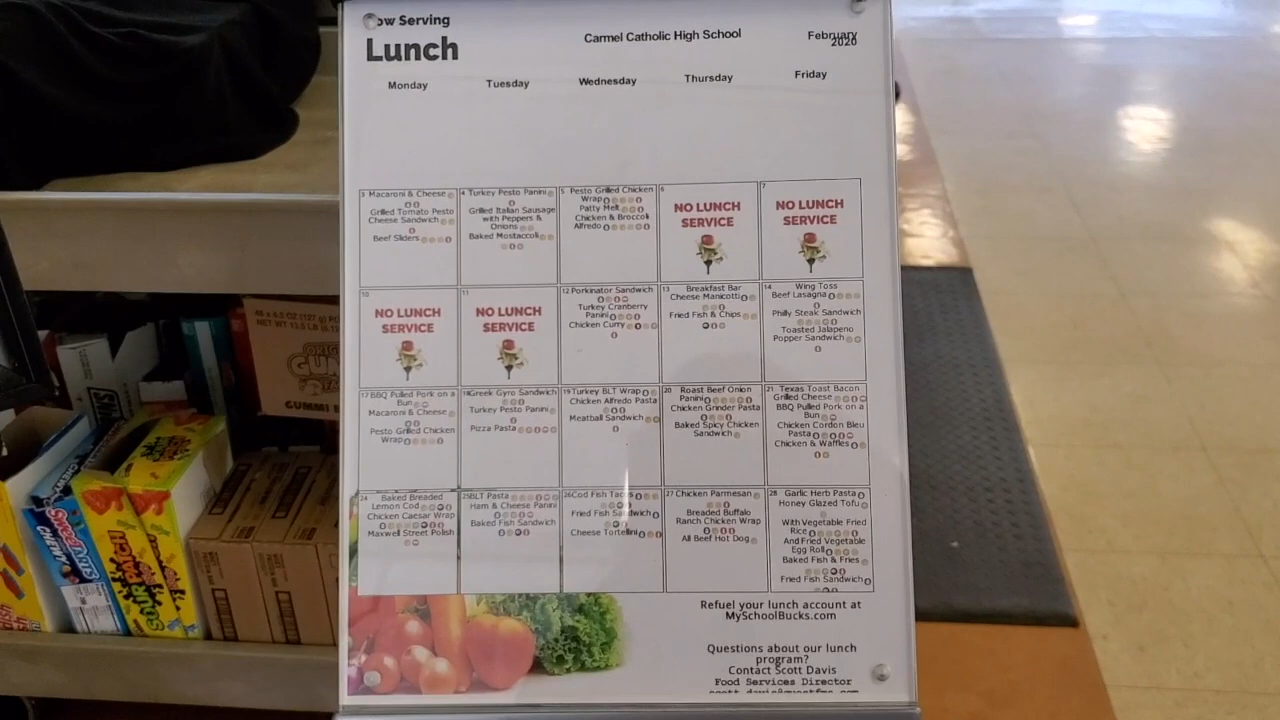 ow Serving
Lunch
Carmel Catholic High School
February
2020
Monday Tuesday Wednesday Thursday Friday
3 Macaroni & Cheese
Grilled Tomato Pesto
Cheese Sandwich
Beef Sliders
4 Turkey Pesto Panini
Grilled Italian Sausage
with Peppers &
Onions
Baked Mostaccoli
5 Pesto Grilled Chicken
Wrap
Patty Melt
Chicken & Broccoli
Alfredo
6
NO LUNCH
SERVICE
7
NO LUNCH
SERVICE
10
NO LUNCH
SERVICE
11
NO LUNCH
SERVICE
12 Porkinator Sandwich
Turkey Cranberry
Panini
Chicken Curry
13 Breakfast Bar
Cheese Manicotti
Fried Fish & Chips
14 Wing Toss
Beef Lasagna
Philly Steak Sandwich
Toasted Jalapeno
Popper Sandwich
17 BBQ Pulled Pork on a
Bun
Macaroni & Cheese
Pesto Grilled Chicken
Wrap
18 Greek Gyro Sandwich
Turkey Pesto Panini
Pizza Pasta
19 Turkey BLT Wrap
Chicken Alfredo Pasta
Meatball Sandwich
20 Roast Beef Onion
Panini
Chicken Grinder Pasta
Baked Spicy Chicken
Sandwich
21 Texas Toast Bacon
Grilled Cheese
BBQ Pulled Pork on a
Bun
Chicken Cordon Bleu
Pasta
Chicken & Waffles
24 Baked Breaded
Lemon Cod
Chicken Caesar Wrap
Maxwell Street Polish
25 BLT Pasta
Ham & Cheese Panini
Baked Fish Sandwich
26 Cod Fish Tacos
Fried Fish Sandwich
Cheese Tortellini
27 Chicken Parmesan
Breaded Buffalo
Ranch Chicken Wrap
All Beef Hot Dog
28 Garlic Herb Pasta
Honey Glazed Tofu
With Vegetable Fried
Rice
And Fried Vegetable
Egg Roll
Baked Fish & Fries
Fried Fish Sandwich
Refuel your lunch account at
MySchoolBucks.com
Questions about our lunch
program?
Contact Scott Davis
Food Services Director
SOUR PATCH
GUMMI